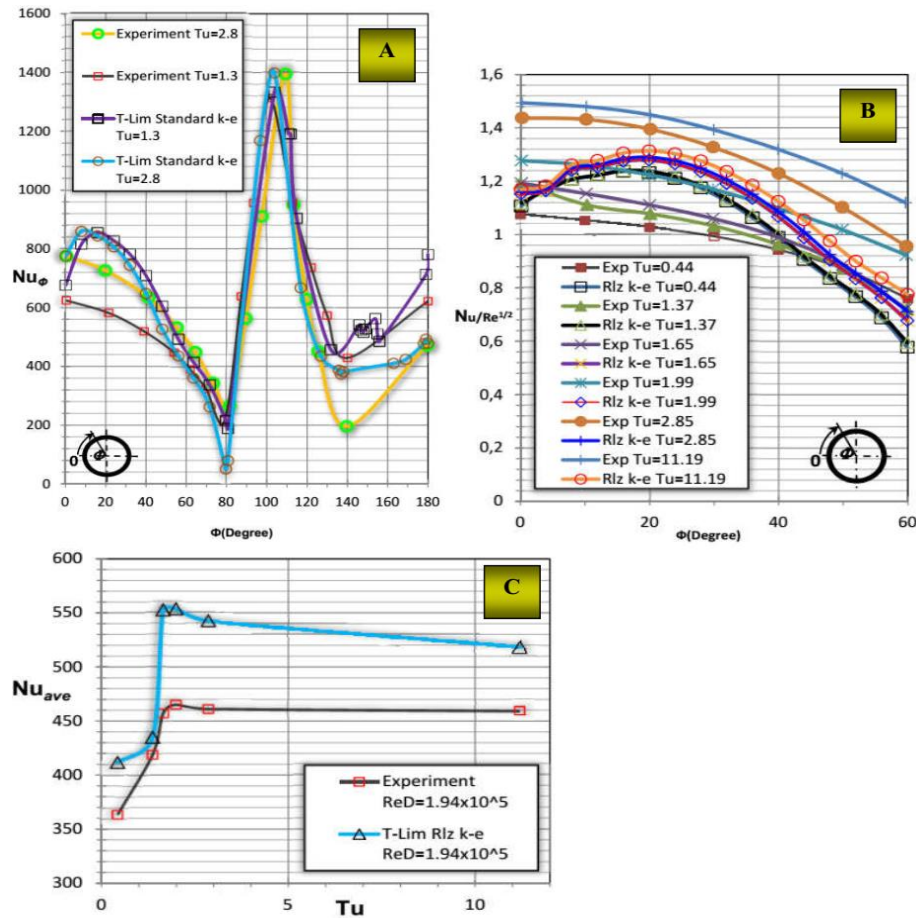 A
Nuφ
1600
1400
1200
1000
800
600
400
200
0
Experiment Tu=2.8
Experiment Tu=1.3
T-Lim Standard k-e
Tu=1.3
T-Lim Standard k-e
Tu=2.8
0
Φ
0 20 40 60 80 100 120 140 160 180
Φ(Degree)
B
1,6
1,4
1,2
1
0,8
0,6
0,4
0,2
0
Nu/Re1/2
Exp Tu=0.44
Rlz k-e Tu=0.44
Exp Tu=1.37
Rlz k-e Tu=1.37
Exp Tu=1.65
Rlz k-e Tu=1.65
Exp Tu=1.99
Rlz k-e Tu=1.99
Exp Tu=2.85
Rlz k-e Tu=2.85
Exp Tu=11.19
Rlz k-e Tu=11.19
0
Φ
0 20 40 60
Φ(Degree)
C
600
550
500
450
400
350
300
Nuave
Experiment
ReD=1.94x10^5
T-Lim Rlz k-e
ReD=1.94x10^5
0 5 10
Tu